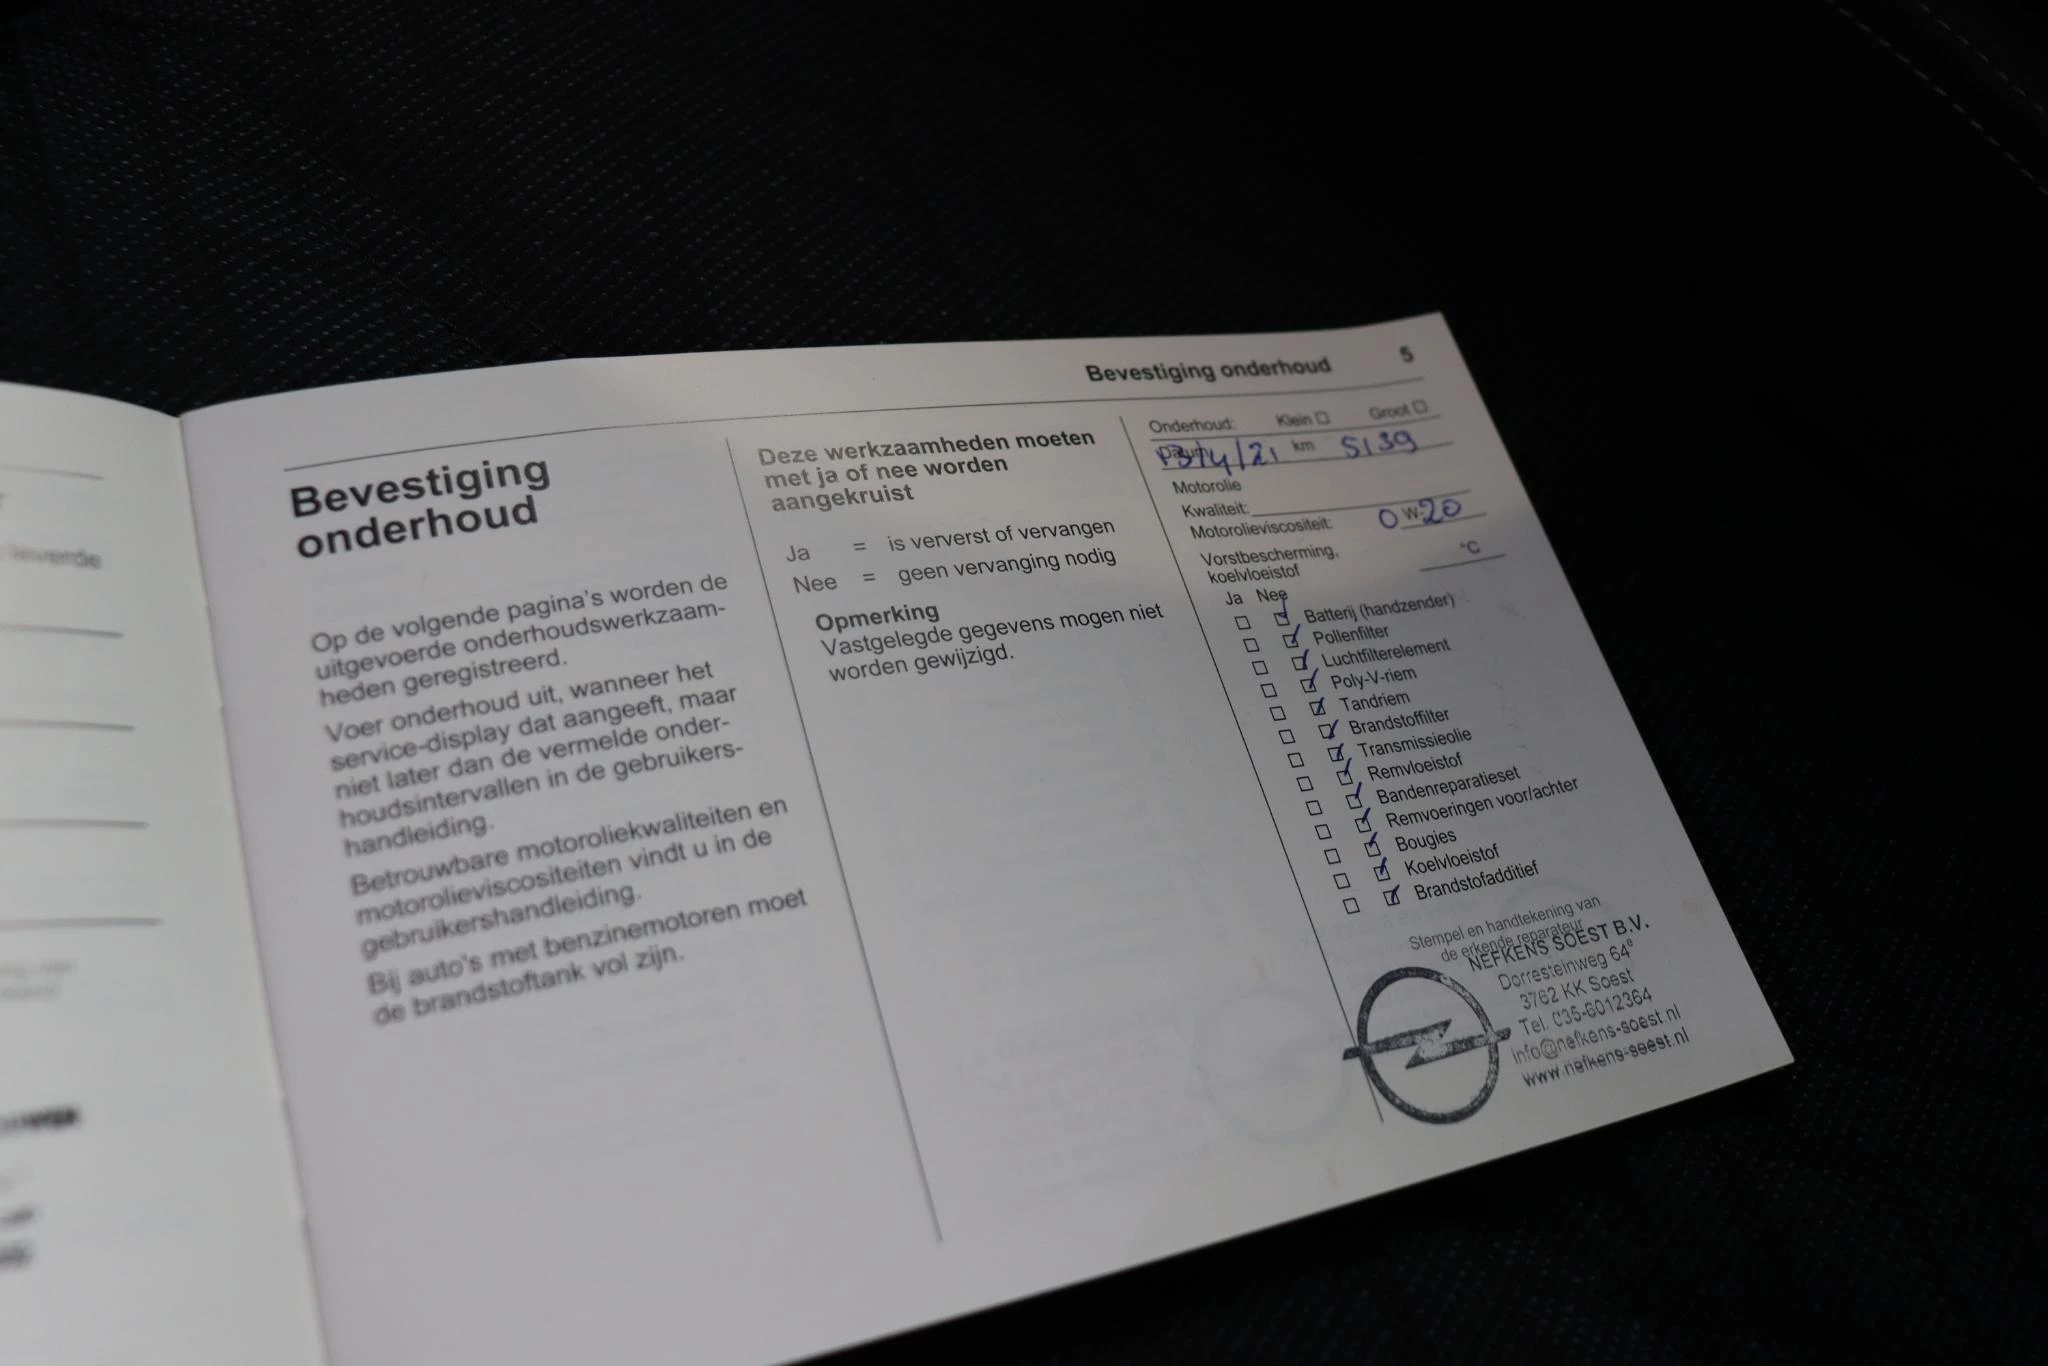 leverde
Bevestiging onderhoud 5
Bevestiging
onderhoud
Op de volgende pagina's worden de
uitgevoerde onderhoudswerkzaam-
heden geregistreerd.
Voer onderhoud uit, wanneer het
service-display dat aangeeft, maar
niet later dan de vermelde onder-
houdsintervallen in de gebruikers-
handleiding.
Betrouwbare motoroliekwaliteiten en
motorolieviscositeiten vindt u in de
gebruikershandleiding.
Bij auto's met benzinemotoren moet
de brandstoftank vol zijn.
Deze werkzaamheden moeten
met ja of nee worden
aangekruist
Ja = is ververst of vervangen
Nee = geen vervanging nodig
Opmerking
Vastgelegde gegevens mogen niet
worden gewijzigd.
Onderhoud: Klein Groot
Datum 13/4/21 km 5139
Motorolie
Kwaliteit:
Motorolieviscositeit: 0 W-20
Vorstbescherming,
koelvloeistof °C
Ja Nee
Batterij (handzender)
Pollenfilter
Luchtfilterelement
Poly-V-riem
Tandriem
Brandstoffilter
Transmissieolie
Remvloeistof
Bandenreparatieset
Remvoeringen voor/achter
Bougies
Koelvloeistof
Brandstofadditief
Stempel en handtekening van
de erkende reparateur
NEFKENS SOEST B.V.
Dorresteinweg 64e
3762 KK Soest
Tel. 035-6012364
info@nefkens-soest.nl
www.nefkens-soest.nl